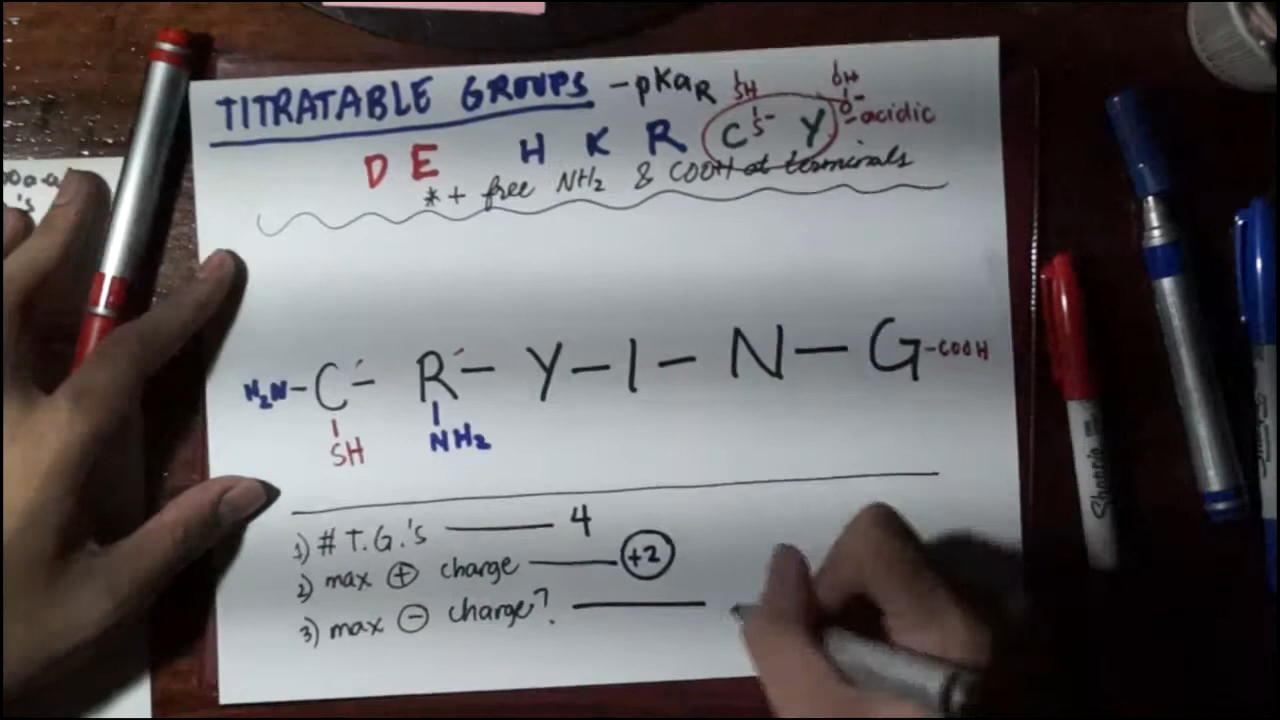 TITRATABLE GROUPS - pKaR
SH OH
D E H K R C S- Y O- - acidic
* + free NH2 & COOH at terminals
H2N - C - R - Y - I - N - G - COOH
SH NH2
1) # T.G.'s 4
2) max + charge +2
3) max - charge?
Sharpie